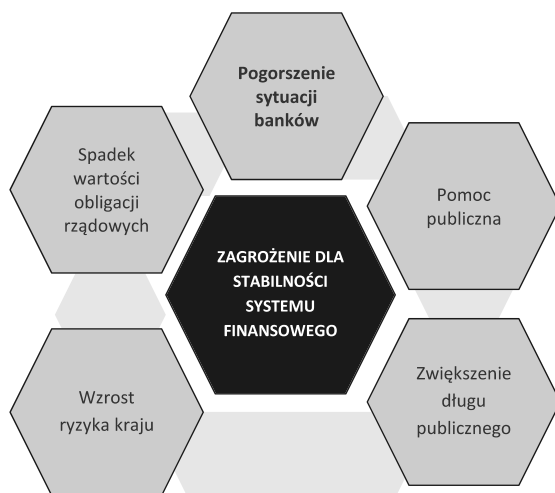 Pogorszenie
sytuacji
banków
Spadek
wartości
obligacji
rządowych
Pomoc
publiczna
ZAGROŻENIE DLA
STABILNOŚCI
SYSTEMU
FINANSOWEGO
Wzrost
ryzyka kraju
Zwiększenie
długu
publicznego